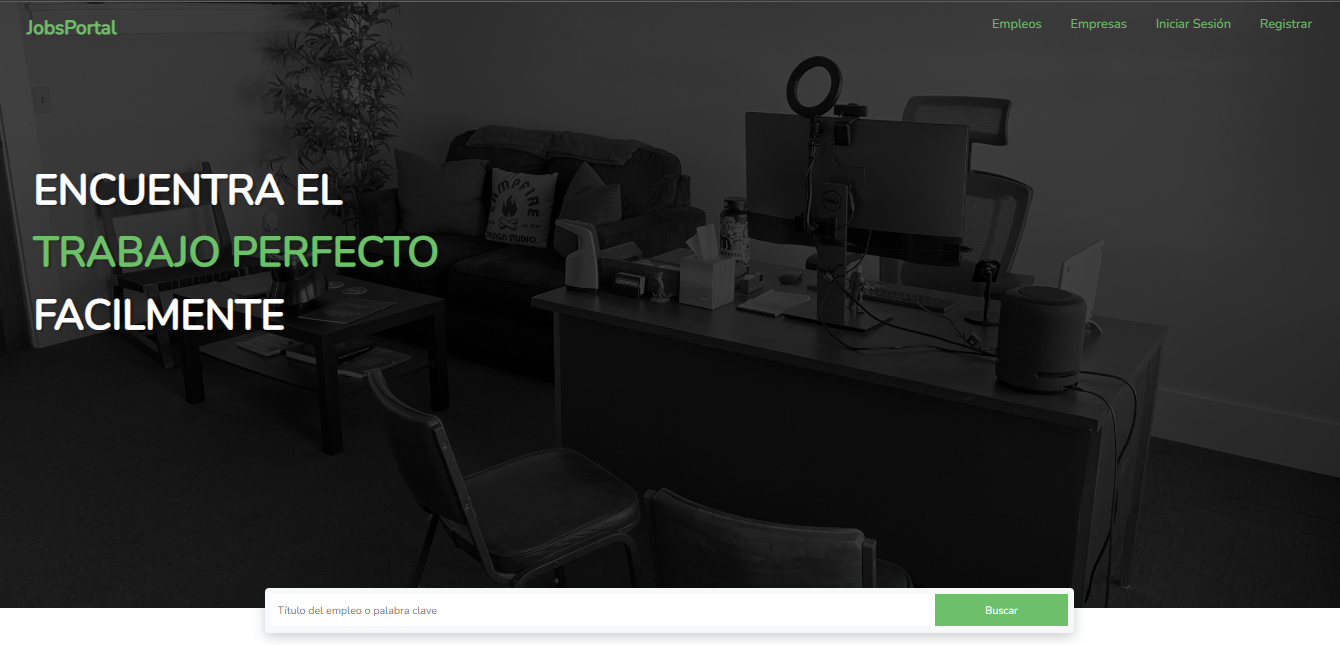 JobsPortal
Empleos Empresas Iniciar Sesión Registrar
ENCUENTRA EL
TRABAJO PERFECTO
FACILMENTE
CAMPFIRE
DESIGN STUDIO
DELL
Título del empleo o palabra clave
Buscar